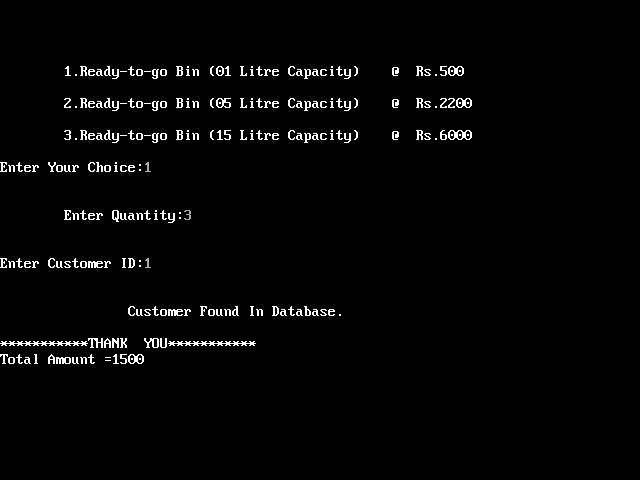 1.Ready-to-go Bin (01 Litre Capacity)    @  Rs.500
2.Ready-to-go Bin (05 Litre Capacity)    @  Rs.2200
3.Ready-to-go Bin (15 Litre Capacity)    @  Rs.6000
Enter Your Choice:1
Enter Quantity:3
Enter Customer ID:1
Customer Found In Database.
***********THANK  YOU***********
Total Amount =1500